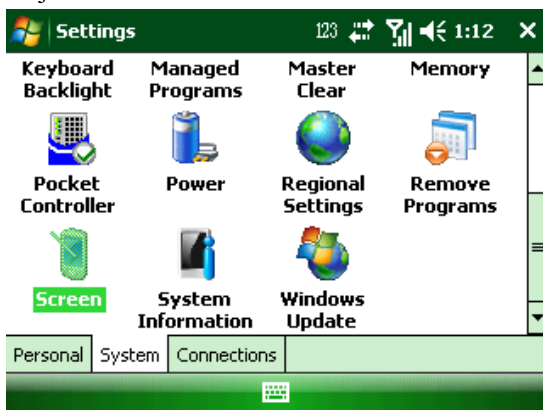 Settings 123 1:12
Keyboard Backlight Managed Programs Master Clear Memory
Pocket Controller Power Regional Settings Remove Programs
Screen System Information Windows Update
Personal System Connections